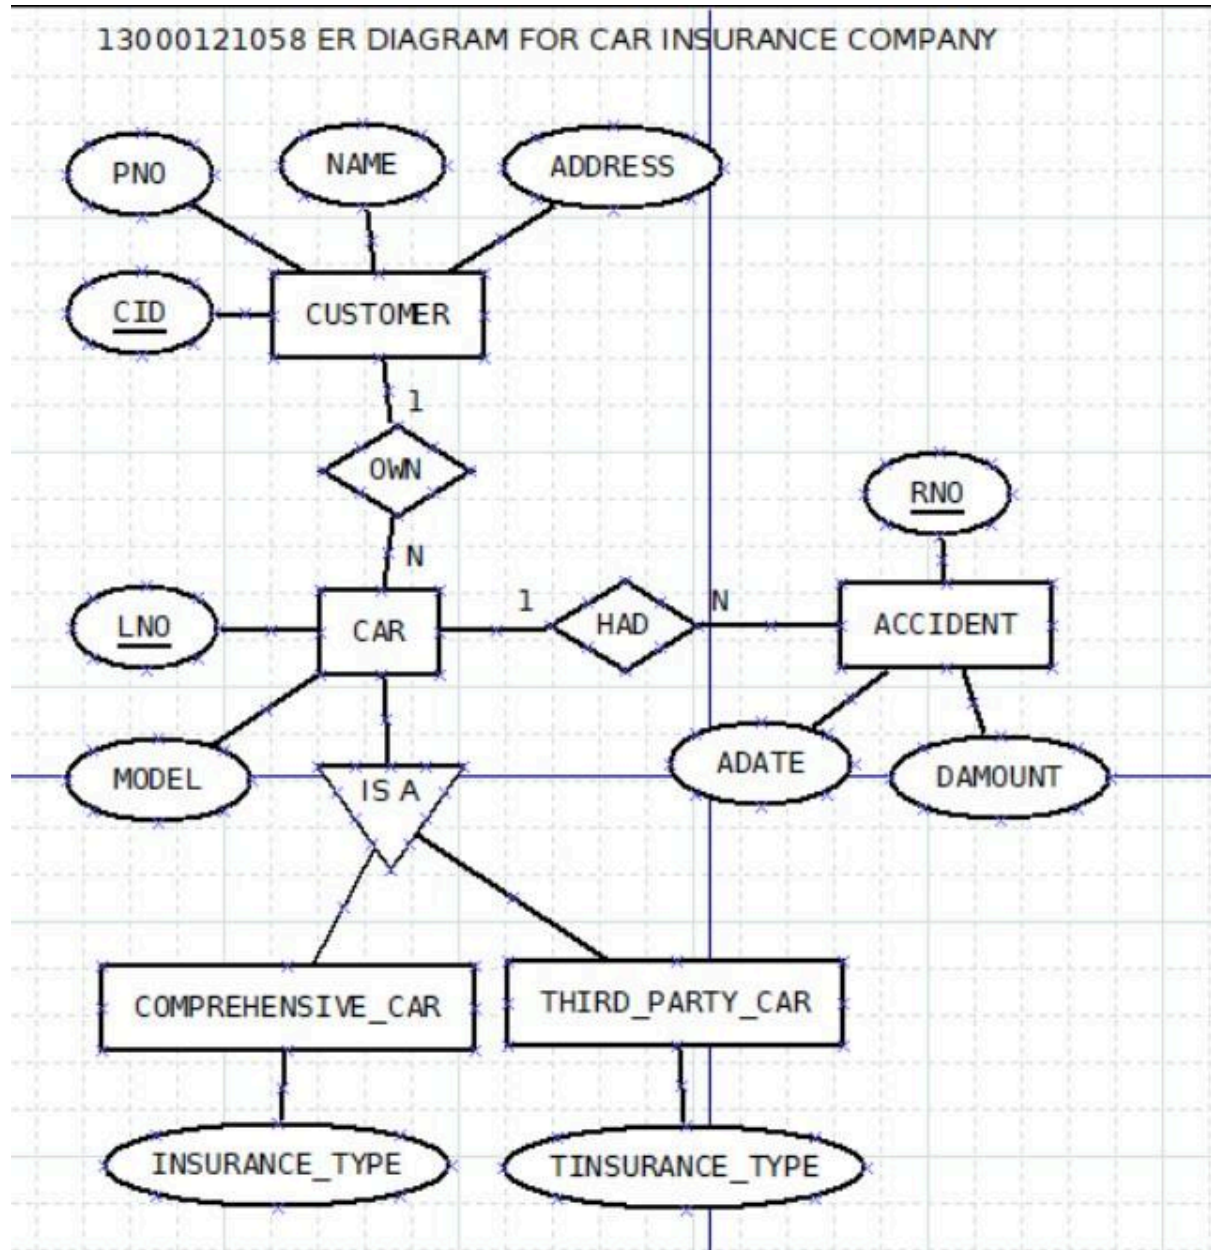 13000121058 ER DIAGRAM FOR CAR INSURANCE COMPANY
PNO
NAME
ADDRESS
CID
CUSTOMER
1
OWN
N
RNO
LNO
CAR
1
HAD
N
ACCIDENT
MODEL
IS A
ADATE
DAMOUNT
COMPREHENSIVE_CAR
THIRD_PARTY_CAR
INSURANCE_TYPE
TINSURANCE_TYPE